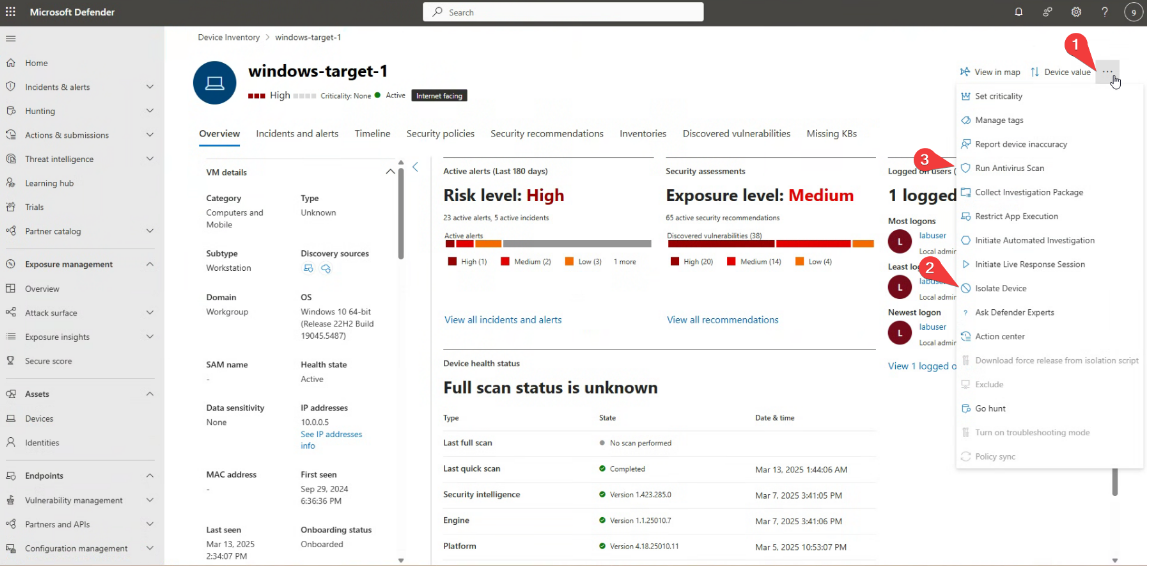 Microsoft Defender
Search
9
Home
Incidents & alerts
Hunting
Actions & submissions
Threat intelligence
Learning hub
Trials
Partner catalog
Exposure management
Overview
Attack surface
Exposure insights
Secure score
Assets
Devices
Identities
Endpoints
Vulnerability management
Partners and APIs
Configuration management
Device Inventory > windows-target-1
windows-target-1
High Criticality: None Active Internet facing
1
View in map Device value ...
Overview Incidents and alerts Timeline Security policies Security recommendations Inventories Discovered vulnerabilities Missing KBs
VM details
Category Type
Computers and Unknown
Mobile
Subtype Discovery sources
Workstation
Domain OS
Workgroup Windows 10 64-bit
(Release 22H2 Build
19045.5487)
SAM name Health state
- Active
Data sensitivity IP addresses
None 10.0.0.5
See IP addresses
info
MAC address First seen
- Sep 29, 2024
6:36:36 PM
Last seen Onboarding status
Mar 13, 2025 Onboarded
2:34:07 PM
Active alerts (Last 180 days)
Risk level: High
23 active alerts, 5 active incidents
Active alerts
High (1) Medium (2) Low (3) 1 more
View all incidents and alerts
Security assessments
Exposure level: Medium
65 active security recommendations
Discovered vulnerabilities (38)
High (20) Medium (14) Low (4)
View all recommendations
Logged on users (
1 logged
Most logons
L labuser
Local admin
Least log
L labuser
Local admin
Newest logon
L labuser
Local admin
View 1 logged o
Device health status
Full scan status is unknown
Type State Date & time
Last full scan No scan performed
Last quick scan Completed Mar 13, 2025 1:44:06 AM
Security intelligence Version 1.423.285.0 Mar 7, 2025 3:41:05 PM
Engine Version 1.1.25010.7 Mar 7, 2025 3:41:06 PM
Platform Version 4.18.25010.11 Mar 5, 2025 10:53:07 PM
Set criticality
Manage tags
Report device inaccuracy
3
Run Antivirus Scan
Collect Investigation Package
Restrict App Execution
Initiate Automated Investigation
Initiate Live Response Session
2
Isolate Device
Ask Defender Experts
Action center
Download force release from isolation script
Exclude
Go hunt
Turn on troubleshooting mode
Policy sync